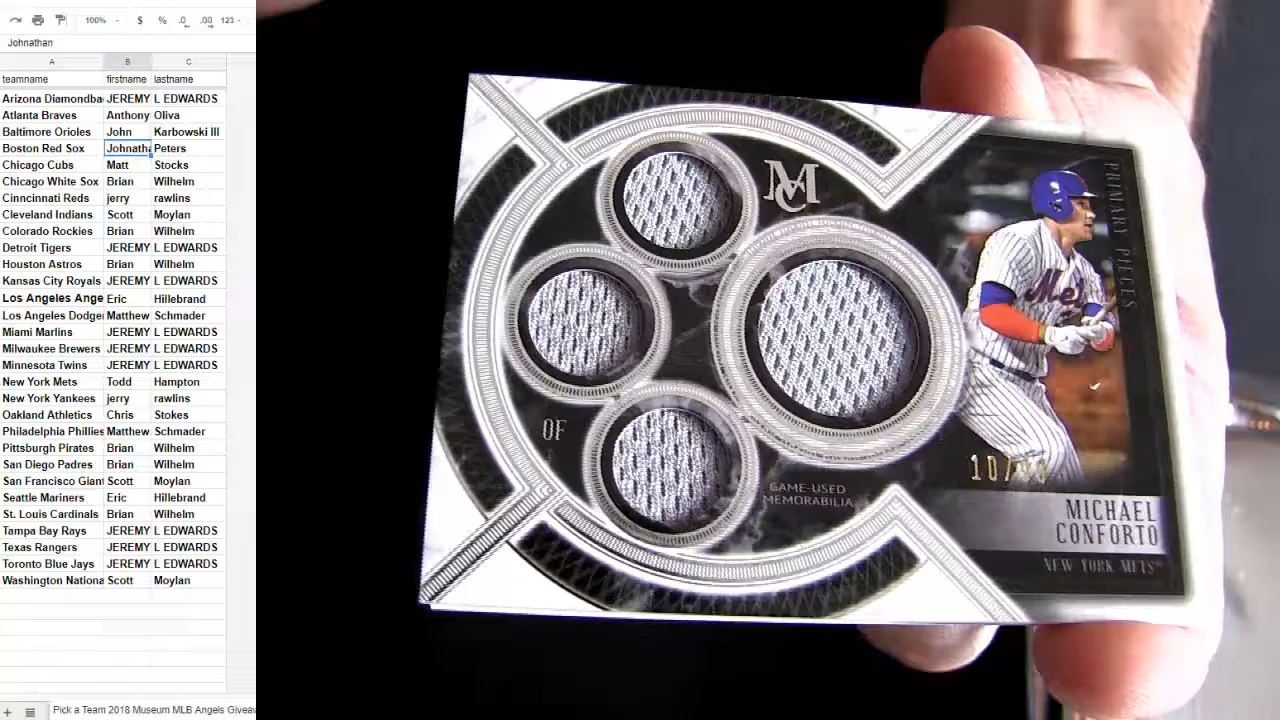 100%
$ % .0 .00 123
Johnathan
A B C
teamname firstname lastname
Arizona Diamondba JEREMY L EDWARDS
Atlanta Braves Anthony Oliva
Baltimore Orioles John Karbowski III
Boston Red Sox Johnatha Peters
Chicago Cubs Matt Stocks
Chicago White Sox Brian Wilhelm
Cinncinati Reds jerry rawlins
Cleveland Indians Scott Moylan
Colorado Rockies Brian Wilhelm
Detroit Tigers JEREMY L EDWARDS
Houston Astros Brian Wilhelm
Kansas City Royals JEREMY L EDWARDS
Los Angeles Ange Eric Hillebrand
Los Angeles Dodge Matthew Schmader
Miami Marlins JEREMY L EDWARDS
Milwaukee Brewers JEREMY L EDWARDS
Minnesota Twins JEREMY L EDWARDS
New York Mets Todd Hampton
New York Yankees jerry rawlins
Oakland Athletics Chris Stokes
Philadelphia Phillies Matthew Schmader
Pittsburgh Pirates Brian Wilhelm
San Diego Padres Brian Wilhelm
San Francisco Giant Scott Moylan
Seattle Mariners Eric Hillebrand
St. Louis Cardinals Brian Wilhelm
Tampa Bay Rays JEREMY L EDWARDS
Texas Rangers JEREMY L EDWARDS
Toronto Blue Jays JEREMY L EDWARDS
Washington Nationa Scott Moylan
Pick a Team 2018 Museum MLB Angels Giveav
MC
PRIMARY PIECES
Mets
OF
GAME-USED
MEMORABILIA
MICHAEL
CONFORTO
NEW YORK METS™